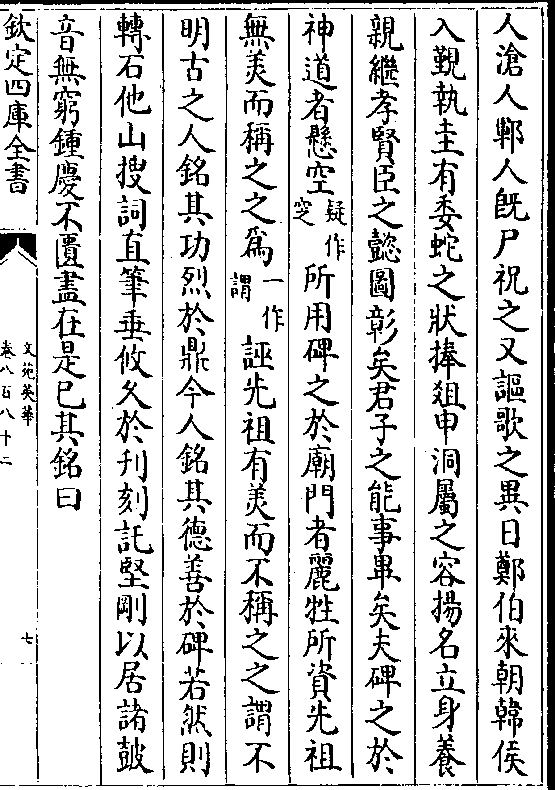 人滄人鄆人旣尸祝之又謳歌之異日鄭伯來朝韓侯
入覲執圭有委蛇之狀捧爼申洞屬之容揚名立身養
親繼孝賢臣之懿圖彰矣君子之能事畢矣夫碑之於
神道者懸空疑作窆所用碑之於廟門者麗牲所資先祖
無羙而稱之之爲一作謂誣先祖有羙而不稱之之謂不
明古之人銘其功烈於鼎今人銘其德善於碑若然則
轉石他山搜詞直筆垂攸乆於刋刻託堅剛以居諸皷
音無窮鍾慶不匱盡在是已其銘曰
欽定四庫全書
文苑英華
卷八百八十二
七